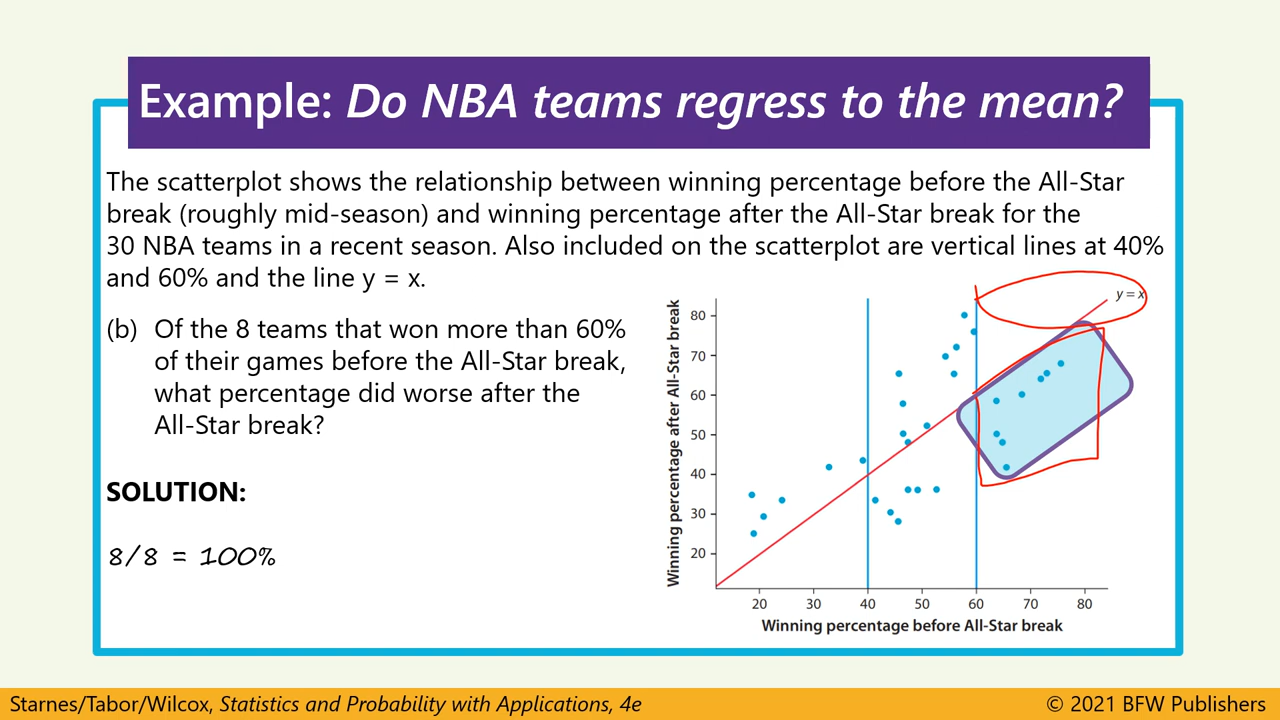 Example: Do NBA teams regress to the mean?
The scatterplot shows the relationship between winning percentage before the All-Star
break (roughly mid-season) and winning percentage after the All-Star break for the
30 NBA teams in a recent season. Also included on the scatterplot are vertical lines at 40%
and 60% and the line y = x.
(b) Of the 8 teams that won more than 60%
of their games before the All-Star break,
what percentage did worse after the
All-Star break?
SOLUTION:
8/8 = 100%
Winning percentage after All-Star break
80
70
60
50
40
30
20
y = x
20 30 40 50 60 70 80
Winning percentage before All-Star break
Starnes/Tabor/Wilcox, Statistics and Probability with Applications, 4e
© 2021 BFW Publishers